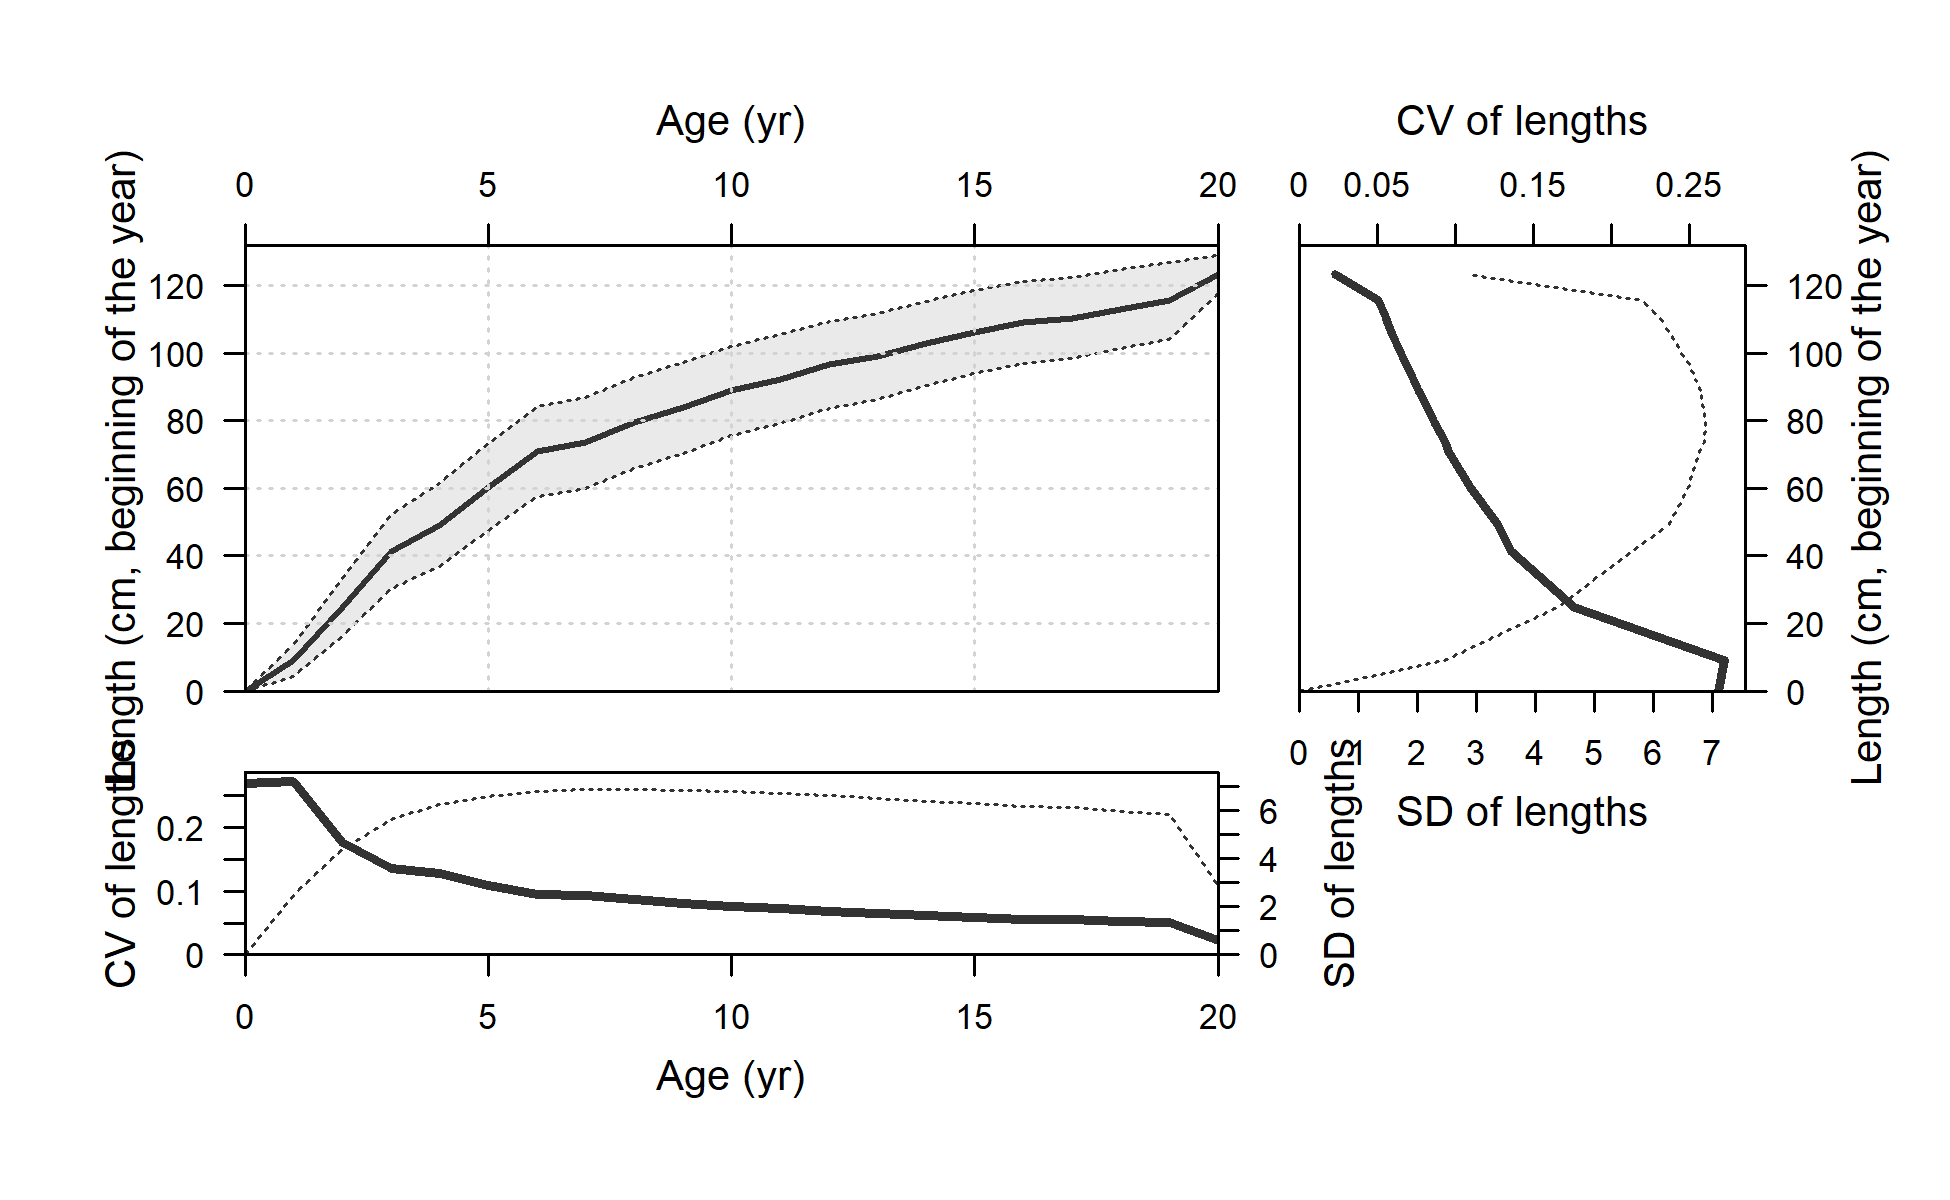 Age (yr)
CV of lengths
0 5 10 15 20
0 0.05 0.15 0.25
Length (cm, beginning of the year)
120
100
80
60
40
20
0
120
100
80
60
40
20
0
Length (cm, beginning of the year)
0 1 2 3 4 5 6 7
SD of lengths
CV of lengths
0.2
0.1
0
6
4
2
0
SD of lengths
0 5 10 15 20
Age (yr)